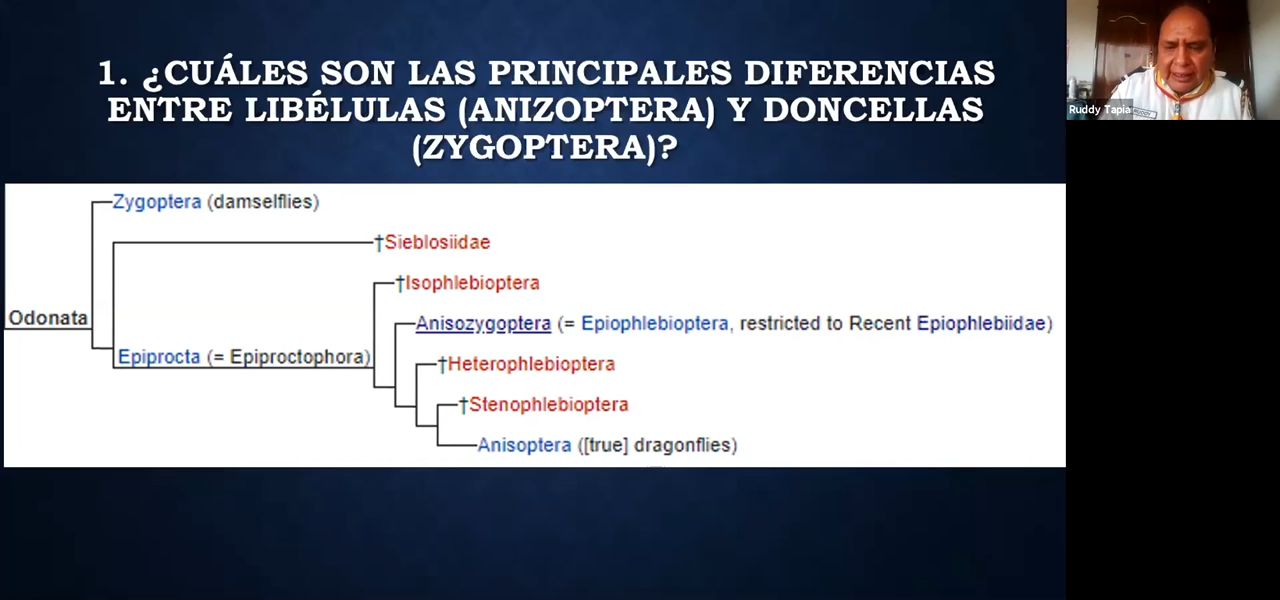 1. ¿CUÁLES SON LAS PRINCIPALES DIFERENCIAS
ENTRE LIBÉLULAS (ANIZOPTERA) Y DONCELLAS
(ZYGOPTERA)?
Ruddy Tapia
Zygoptera (damselflies)
†Sieblosiidae
†Isophlebioptera
Odonata
Anisozygoptera (= Epiophlebioptera, restricted to Recent Epiophlebiidae)
Epiprocta (= Epiproctophora)
†Heterophlebioptera
†Stenophlebioptera
Anisoptera ([true] dragonflies)